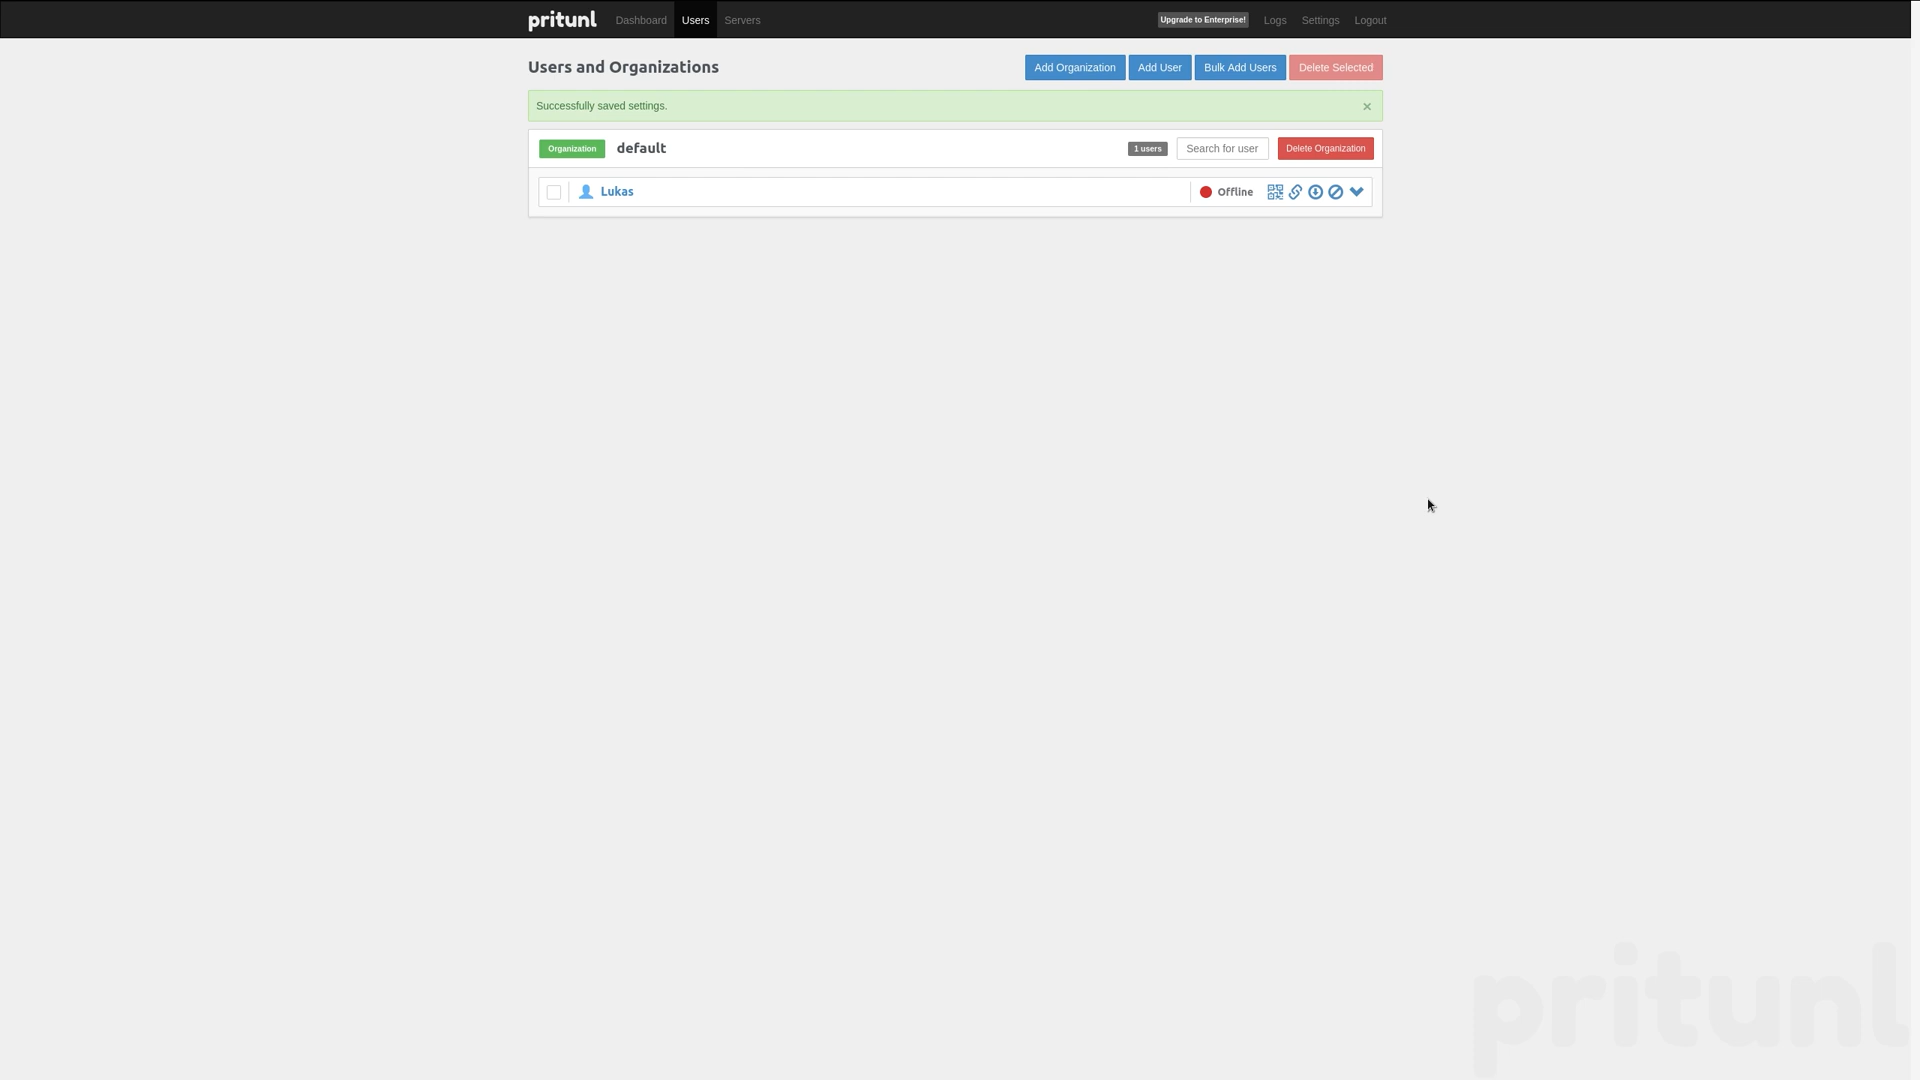 pritunl Dashboard Users Servers Upgrade to Enterprise! Logs Settings Logout
Users and Organizations Add Organization Add User Bulk Add Users Delete Selected
Successfully saved settings. ×
Organization default 1 users Search for user Delete Organization
Lukas Offline
pritunl